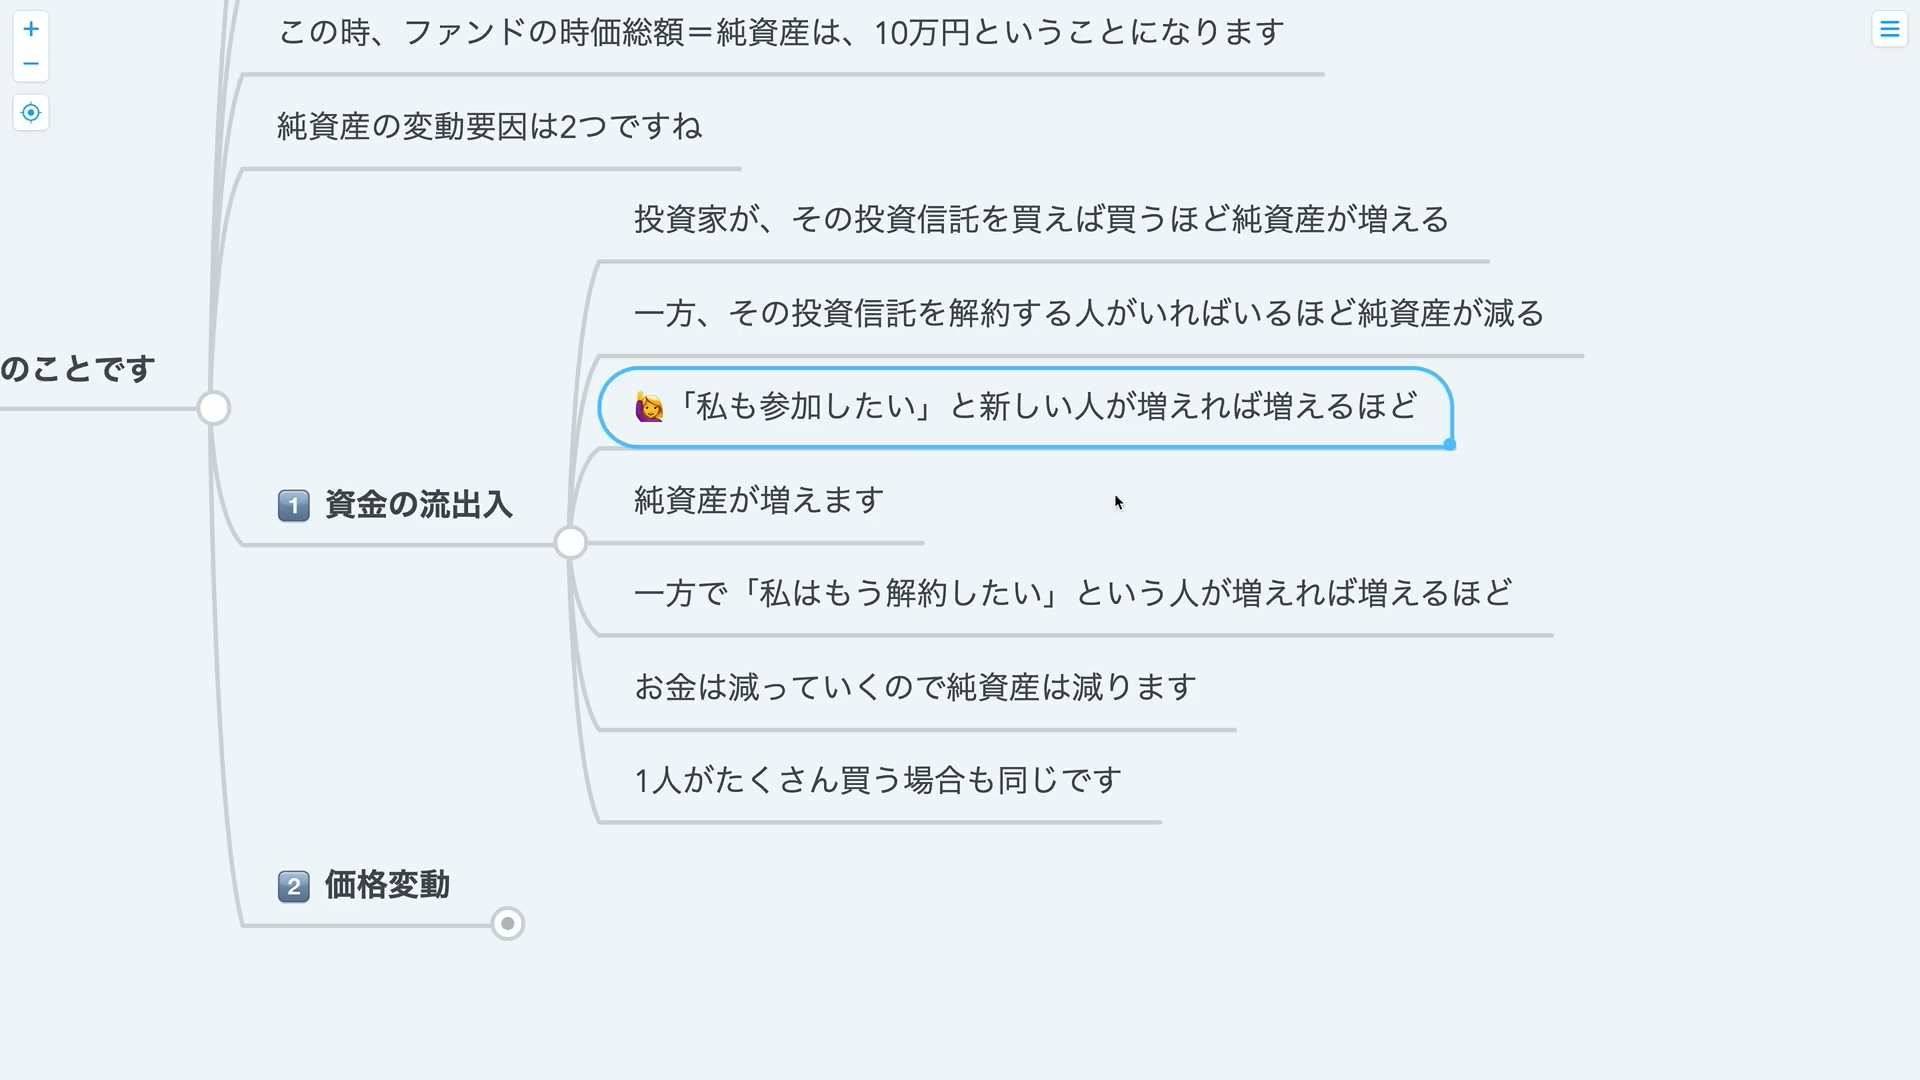 この時、ファンドの時価総額＝純資産は、10万円ということになります
純資産の変動要因は2つですね
のことです
1 資金の流出入
投資家が、その投資信託を買えば買うほど純資産が増える
一方、その投資信託を解約する人がいればいるほど純資産が減る
🙋‍♀️「私も参加したい」と新しい人が増えれば増えるほど
純資産が増えます
一方で「私はもう解約したい」という人が増えれば増えるほど
お金は減っていくので純資産は減ります
1人がたくさん買う場合も同じです
2 価格変動